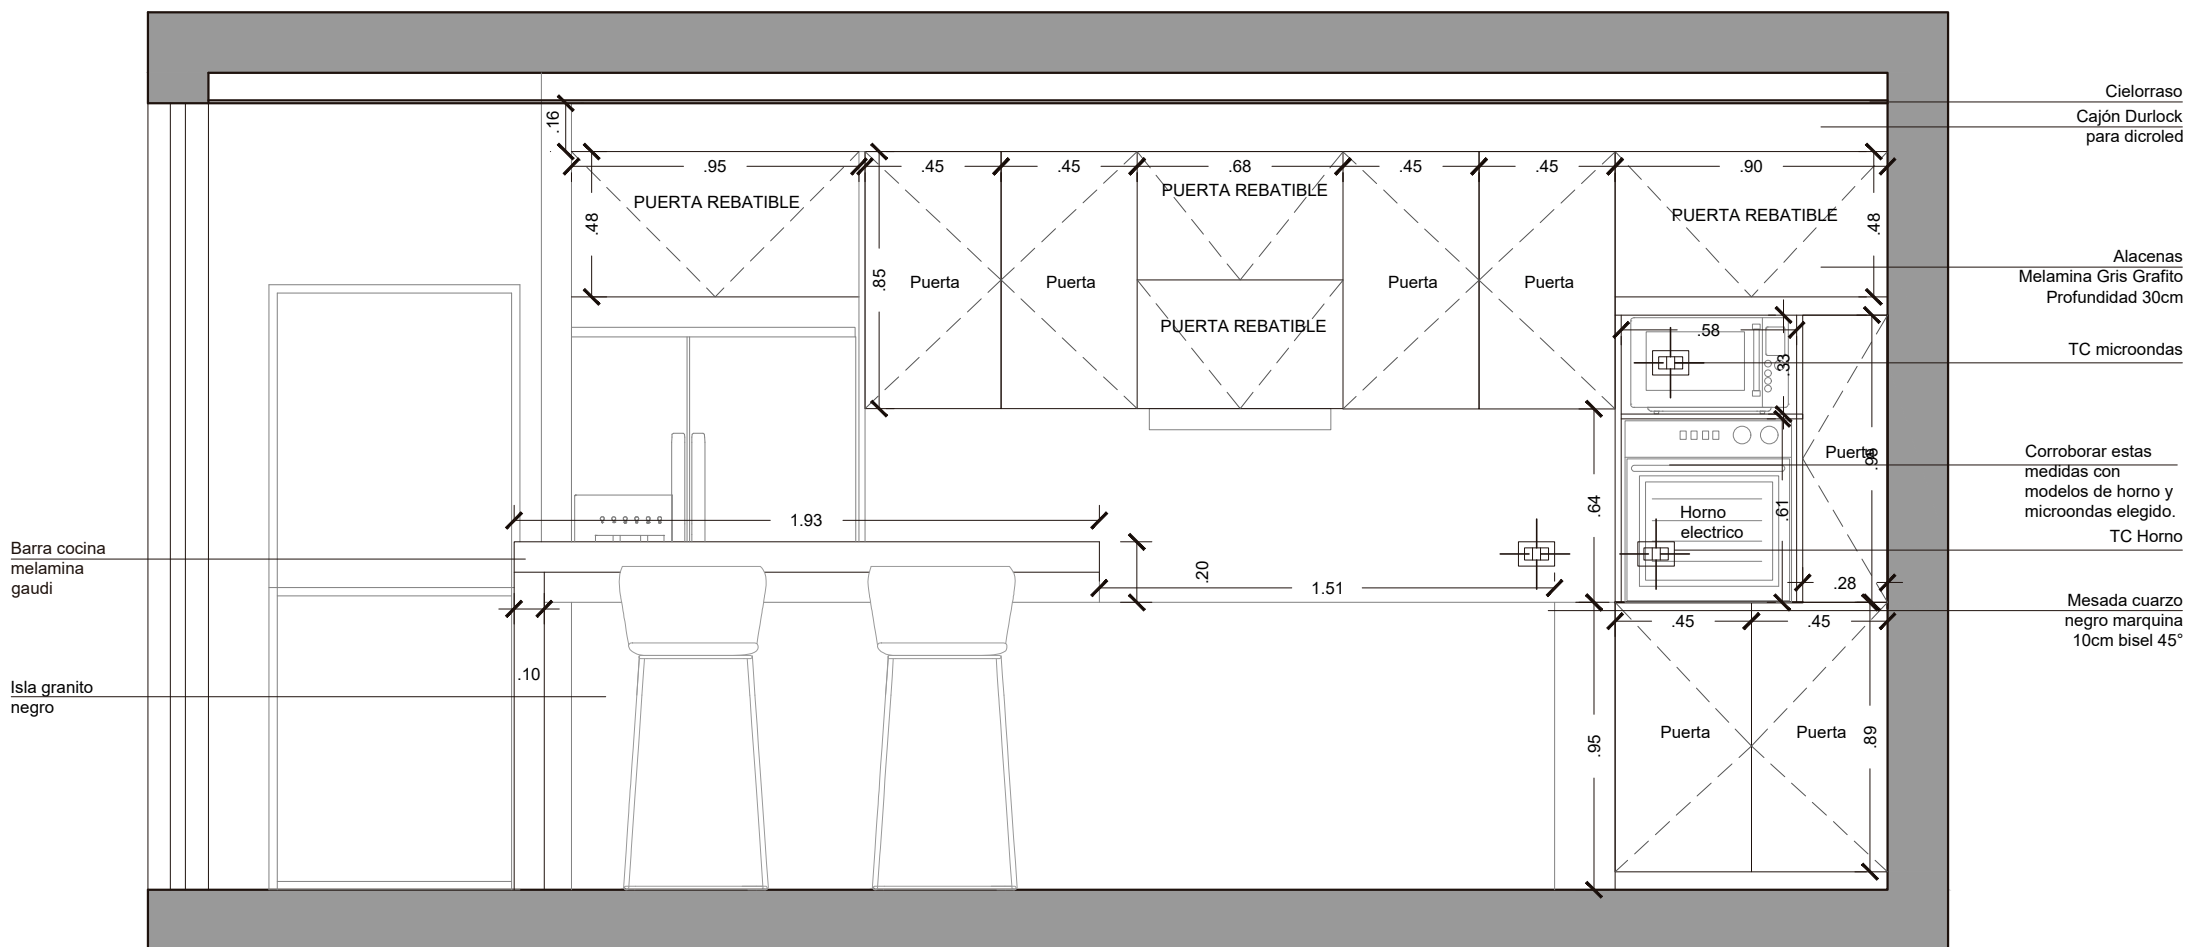 Cielorraso
Cajón Durlock
para dicroled
.16
.95
.45
.45
.68
.45
.45
.90
PUERTA REBATIBLE
PUERTA REBATIBLE
PUERTA REBATIBLE
.48
.48
.85
Puerta
Puerta
Puerta
Puerta
PUERTA REBATIBLE
Alacenas
Melamina Gris Grafito
Profundidad 30cm
.58
.33
TC microondas
Puerta
Corroborar estas
medidas con
modelos de horno y
microondas elegido.
.64
.61
Horno
electrico
TC Horno
1.93
Barra cocina
melamina
gaudi
.20
1.51
.28
Mesada cuarzo
negro marquina
10cm bisel 45°
.45
.45
.10
Isla granito
negro
.95
Puerta
Puerta
.89